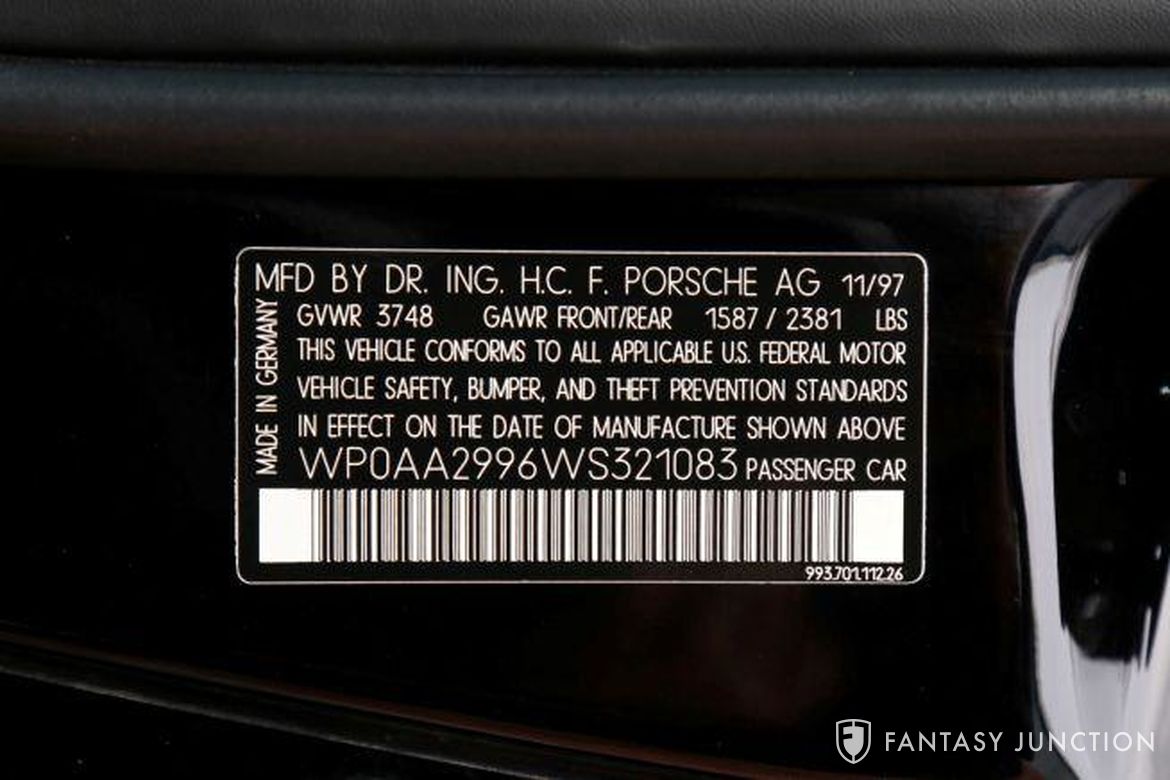 MFD BY DR. ING. H.C. F. PORSCHE AG 11/97
GVWR 3748 GAWR FRONT/REAR 1587 / 2381 LBS
THIS VEHICLE CONFORMS TO ALL APPLICABLE U.S. FEDERAL MOTOR
VEHICLE SAFETY, BUMPER, AND THEFT PREVENTION STANDARDS
IN EFFECT ON THE DATE OF MANUFACTURE SHOWN ABOVE
WP0AA2996WS321083 PASSENGER CAR
MADE IN GERMANY
993.701.112.26
FANTASY JUNCTION